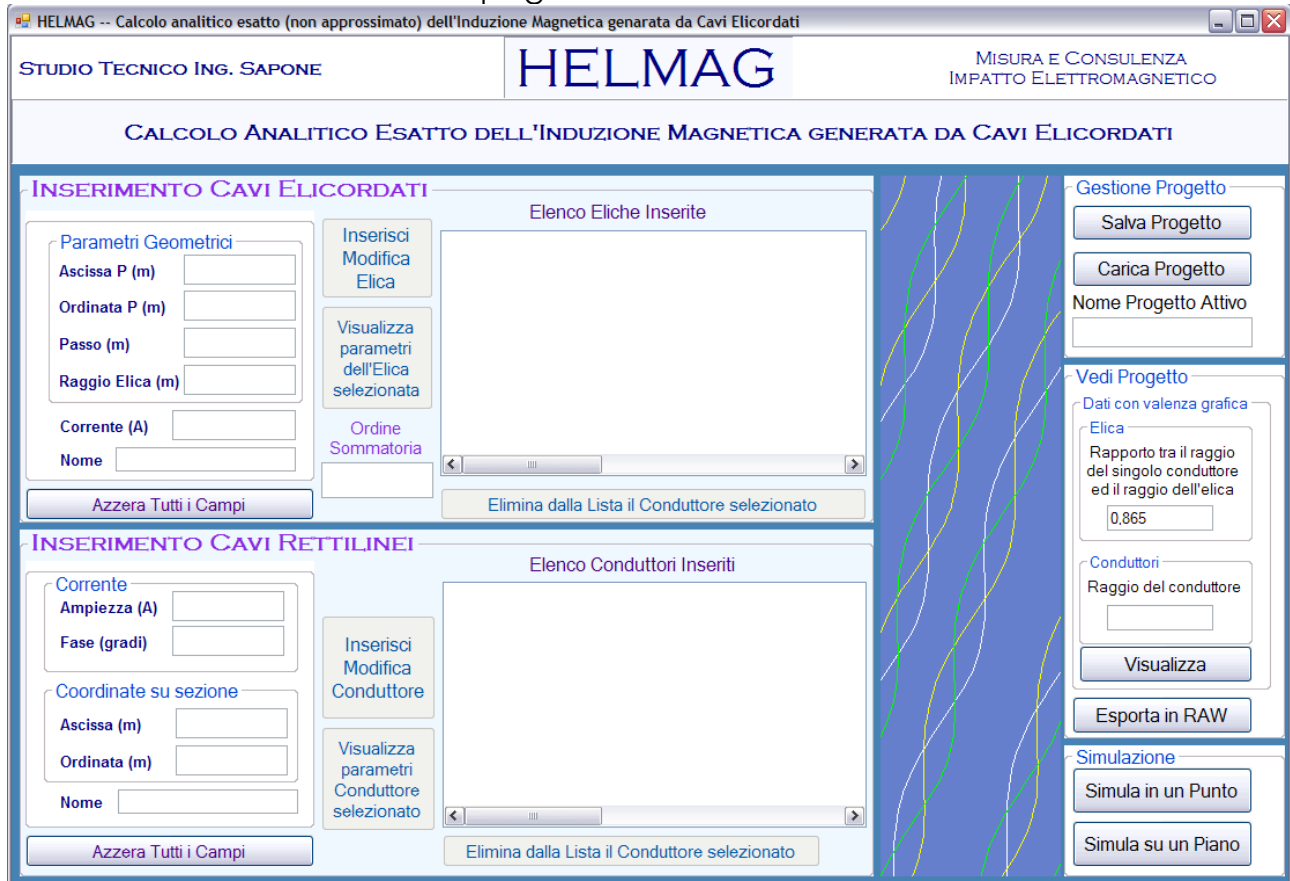 HELMAG -- Calcolo analitico esatto (non approssimato) dell'Induzione Magnetica genarata da Cavi Elicordati
STUDIO TECNICO ING. SAPONE
HELMAG
MISURA E CONSULENZA
IMPATTO ELETTROMAGNETICO
CALCOLO ANALITICO ESATTO DELL'INDUZIONE MAGNETICA GENERATA DA CAVI ELICORDATI
INSERIMENTO CAVI ELICORDATI
Parametri Geometrici
Ascissa P (m)
Ordinata P (m)
Passo (m)
Raggio Elica (m)
Corrente (A)
Nome
Azzera Tutti i Campi
Inserisci
Modifica
Elica
Visualizza
parametri
dell'Elica
selezionata
Ordine
Sommatoria
Elenco Eliche Inserite
Elimina dalla Lista il Conduttore selezionato
INSERIMENTO CAVI RETTILINEI
Corrente
Ampiezza (A)
Fase (gradi)
Coordinate su sezione
Ascissa (m)
Ordinata (m)
Nome
Azzera Tutti i Campi
Inserisci
Modifica
Conduttore
Visualizza
parametri
Conduttore
selezionato
Elenco Conduttori Inseriti
Elimina dalla Lista il Conduttore selezionato
Gestione Progetto
Salva Progetto
Carica Progetto
Nome Progetto Attivo
Vedi Progetto
Dati con valenza grafica
Elica
Rapporto tra il raggio
del singolo conduttore
ed il raggio dell'elica
0,865
Conduttori
Raggio del conduttore
Visualizza
Esporta in RAW
Simulazione
Simula in un Punto
Simula su un Piano